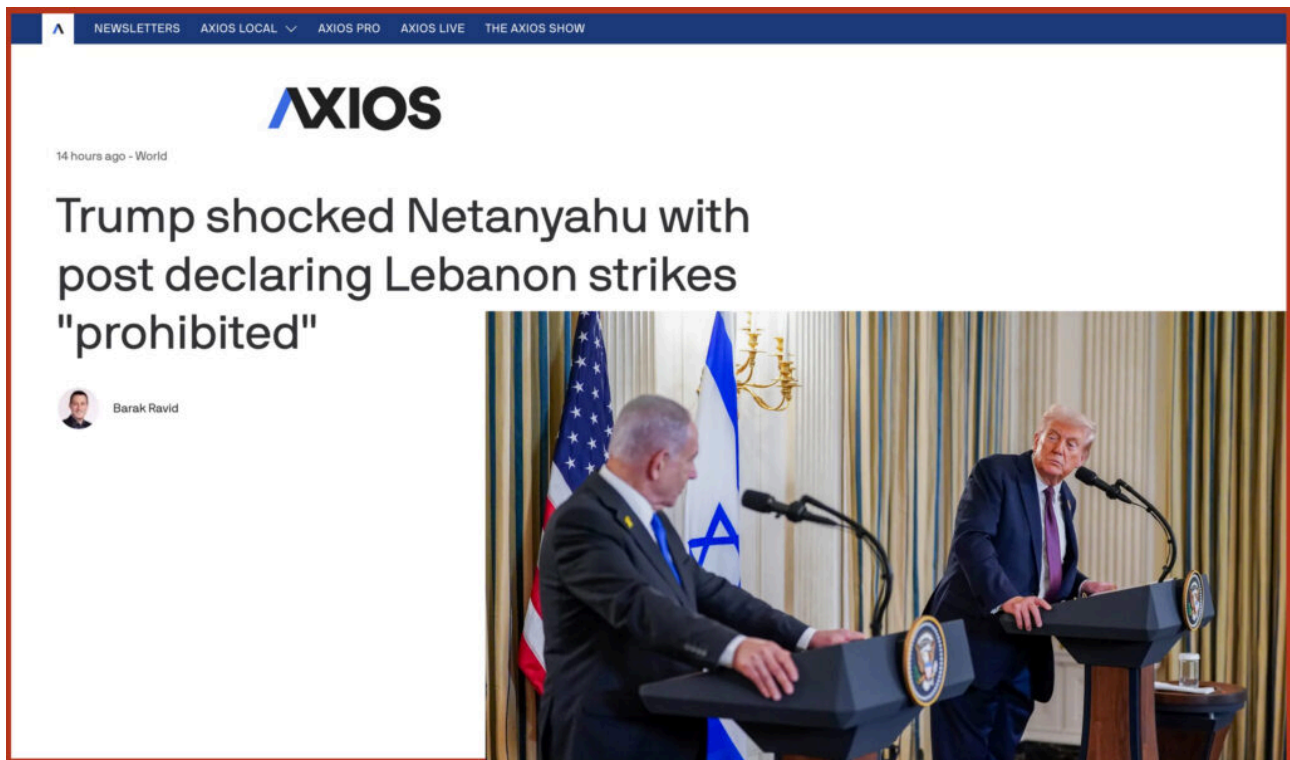 NEWSLETTERS AXIOS LOCAL AXIOS PRO AXIOS LIVE THE AXIOS SHOW
AXIOS
14 hours ago - World
Trump shocked Netanyahu with
post declaring Lebanon strikes
"prohibited"
Barak Ravid